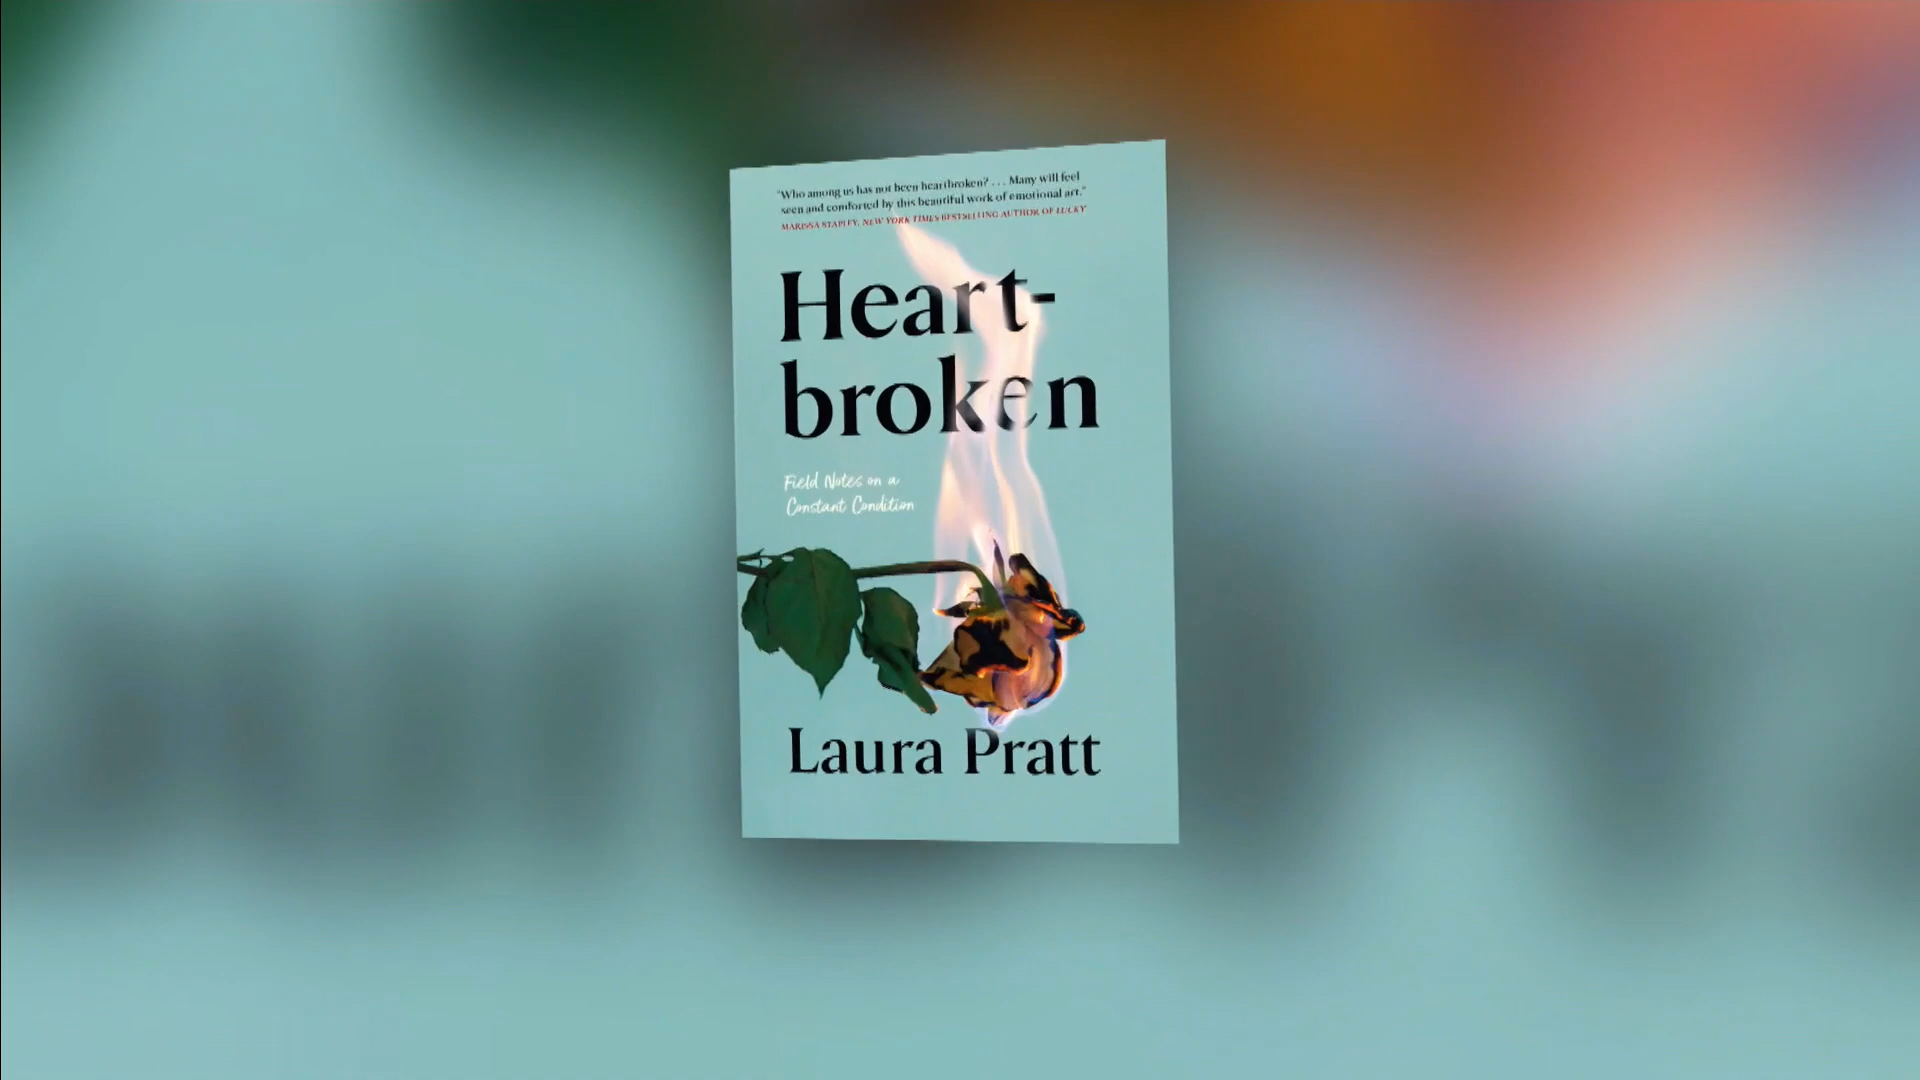 "Who among us has not been heartbroken? . . . Many will feel
seen and comforted by this beautiful work of emotional art."
MARISSA STAPLEY, NEW YORK TIMES BESTSELLING AUTHOR OF LUCKY
Heart-
broken
Field Notes on a
Constant Condition
Laura Pratt